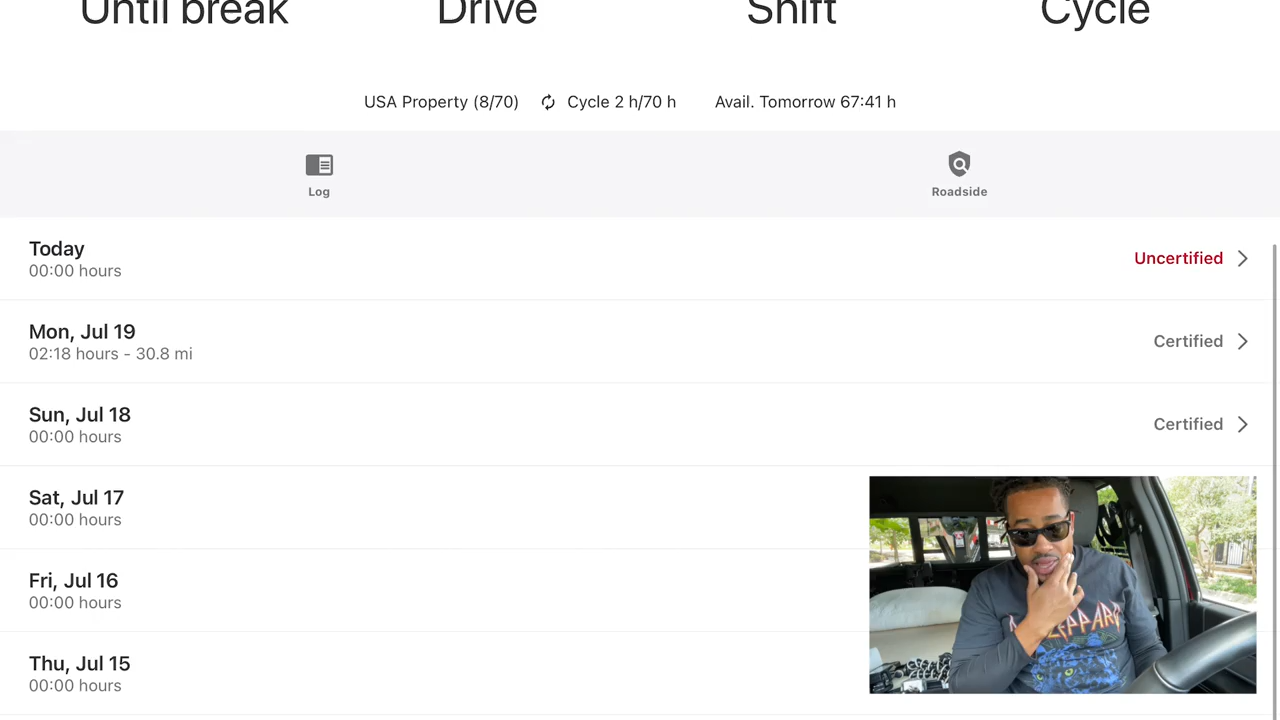 Until break Drive Shift Cycle
USA Property (8/70) Cycle 2 h/70 h Avail. Tomorrow 67:41 h
Log Roadside
Today
00:00 hours
Uncertified
Mon, Jul 19
02:18 hours - 30.8 mi
Certified
Sun, Jul 18
00:00 hours
Certified
Sat, Jul 17
00:00 hours
Fri, Jul 16
00:00 hours
Thu, Jul 15
00:00 hours